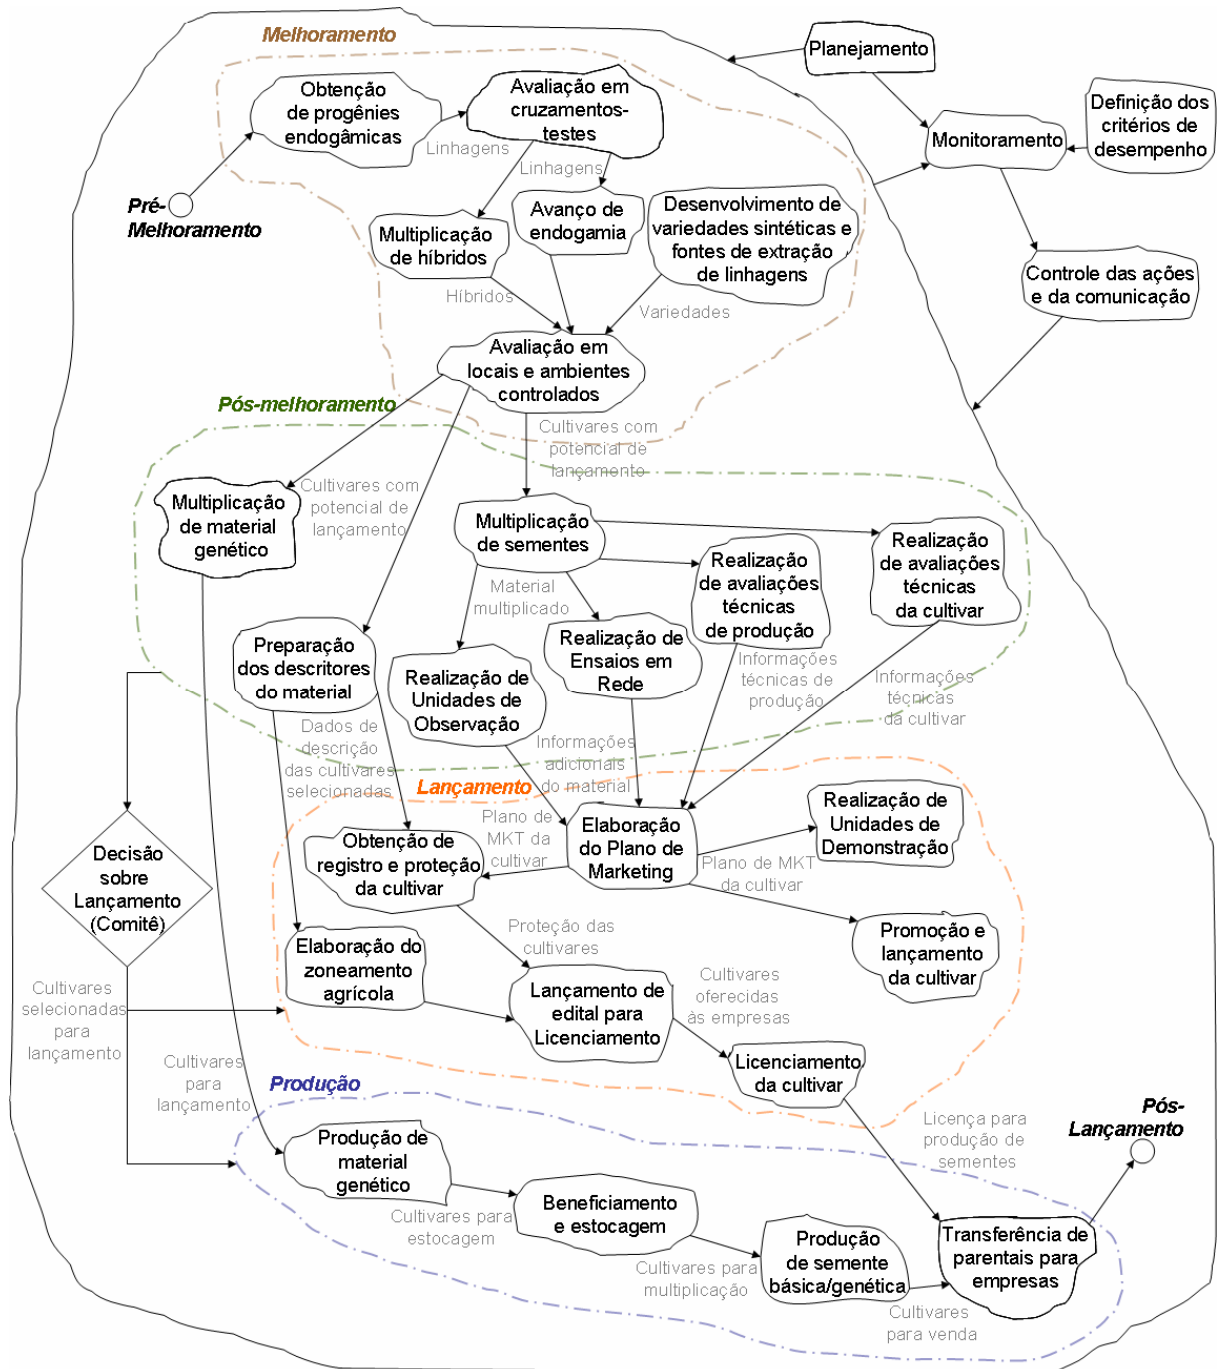 Melhoramento
Planejamento
Obtenção
de progênies
endogâmicas
Avaliação em
cruzamentos-
testes
Definição dos
critérios de
desempenho
Monitoramento
Linhagens
Linhagens
Pré-
Melhoramento
Multiplicação
de híbridos
Avanço de
endogamia
Desenvolvimento de
variedades sintéticas e
fontes de extração
de linhagens
Controle das ações
e da comunicação
Híbridos
Variedades
Avaliação em
locais e ambientes
controlados
Pós-melhoramento
Cultivares com
potencial de
lançamento
Cultivares com
potencial de
lançamento
Multiplicação
de material
genético
Multiplicação
de sementes
Realização
de avaliações
técnicas
de produção
Realização
de avaliações
técnicas
da cultivar
Material
multiplicado
Preparação
dos descritores
do material
Realização de
Unidades de
Observação
Realização de
Ensaios em
Rede
Informações
técnicas de
produção
Informações
técnicas
da cultivar
Dados de
descrição
das cultivares
selecionadas
Informações
adicionais
do material
Lançamento
Plano de
MKT da
cultivar
Elaboração
do Plano de
Marketing
Realização de
Unidades de
Demonstração
Decisão
sobre
Lançamento
(Comitê)
Obtenção de
registro e proteção
da cultivar
Plano de MKT
da cultivar
Proteção das
cultivares
Promoção e
lançamento
da cultivar
Elaboração do
zoneamento
agrícola
Lançamento de
edital para
Licenciamento
Cultivares
oferecidas
às empresas
Cultivares
selecionadas
para
lançamento
Cultivares
para
lançamento
Licenciamento
da cultivar
Produção
Licença para
produção de
sementes
Pós-
Lançamento
Produção de
material
genético
Cultivares para
estocagem
Beneficiamento
e estocagem
Cultivares para
multiplicação
Produção
de semente
básica/genética
Cultivares
para venda
Transferência de
parentais para
empresas